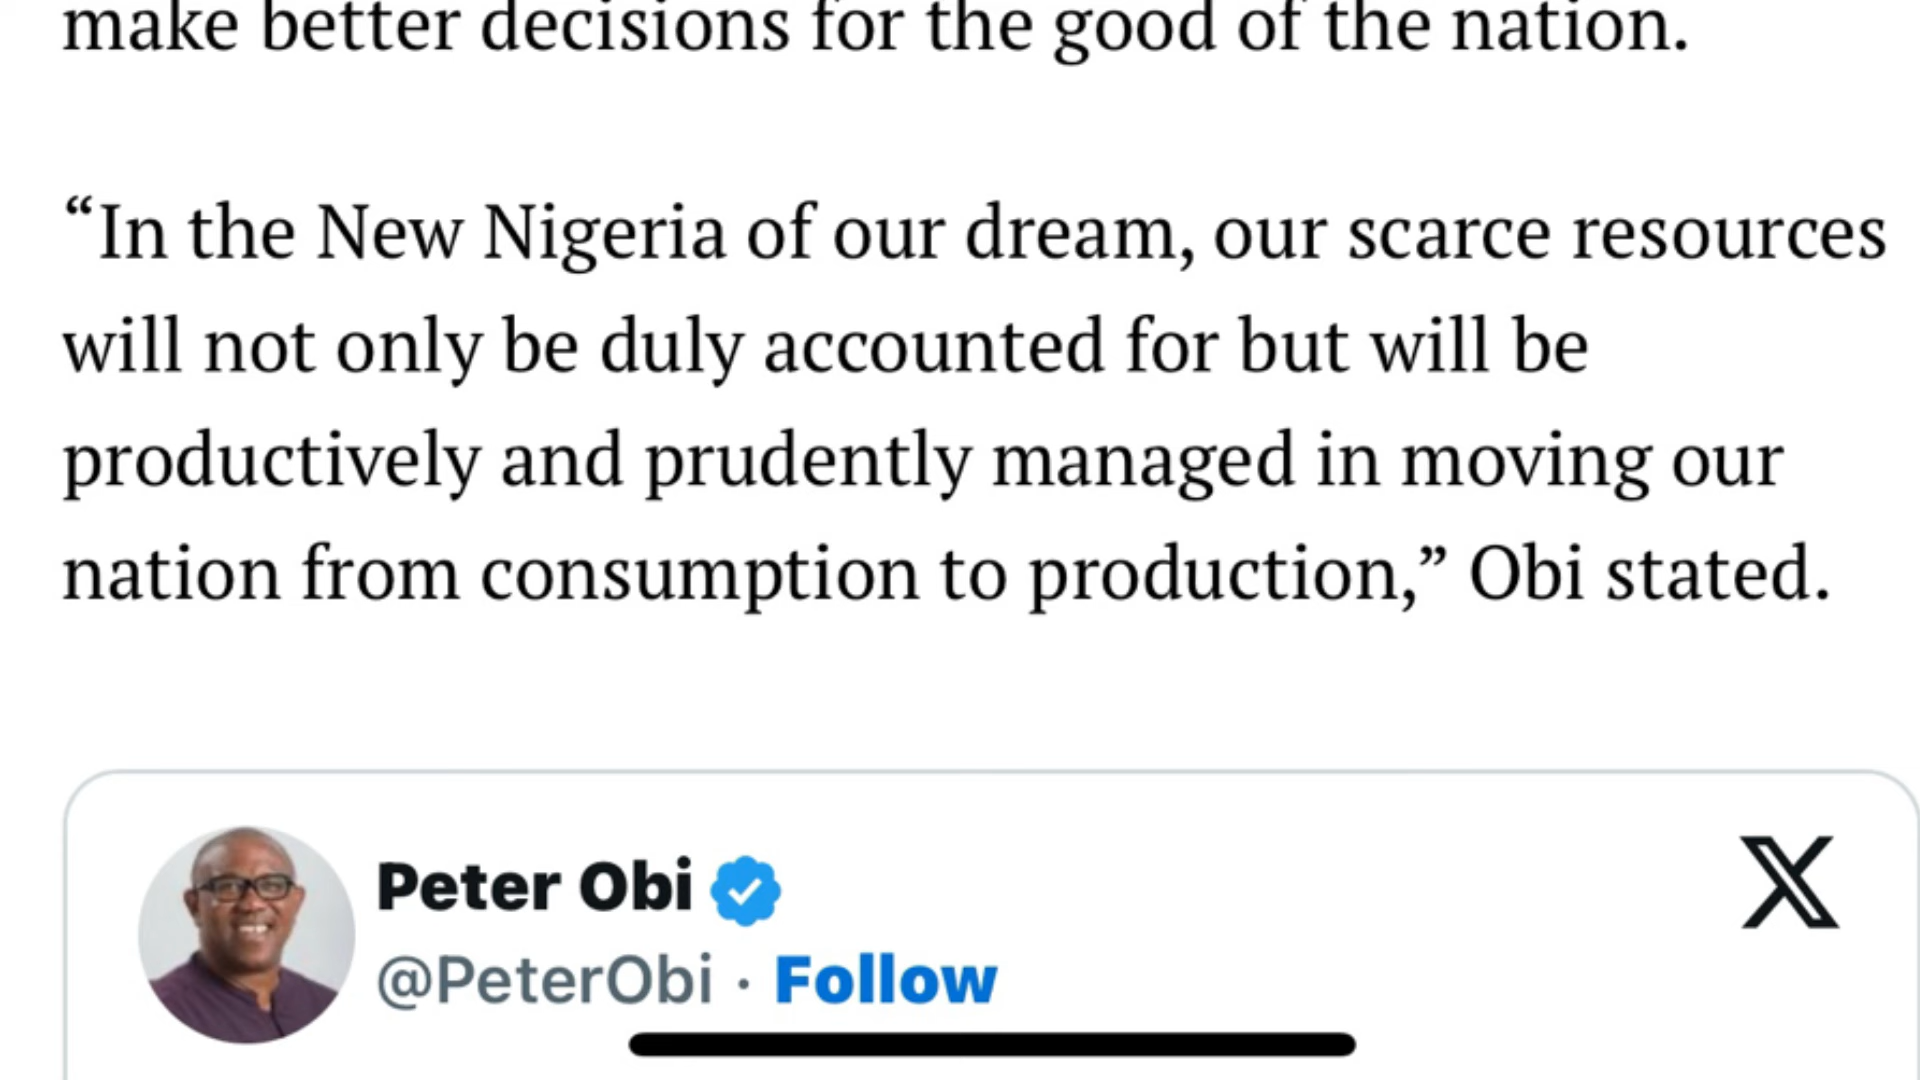 make better decisions for the good of the nation.
“In the New Nigeria of our dream, our scarce resources
will not only be duly accounted for but will be
productively and prudently managed in moving our
nation from consumption to production,” Obi stated.
Peter Obi
@PeterObi · Follow